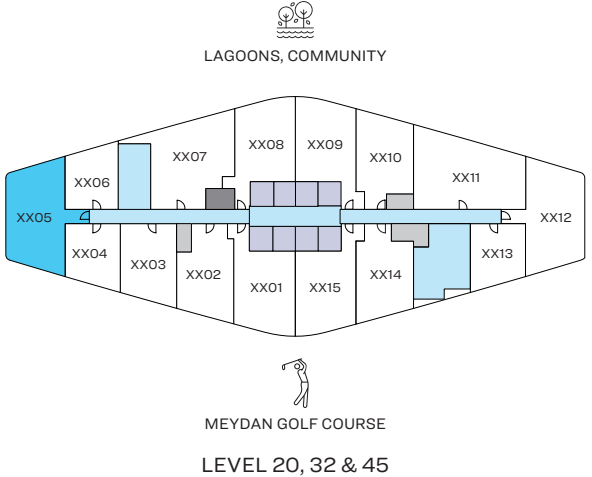 LAGOONS, COMMUNITY
XX08
XX09
XX07
XX10
XX06
XX11
XX05
XX12
XX04
XX03
XX02
XX14
XX13
XX01
XX15
MEYDAN GOLF COURSE
LEVEL 20, 32 & 45